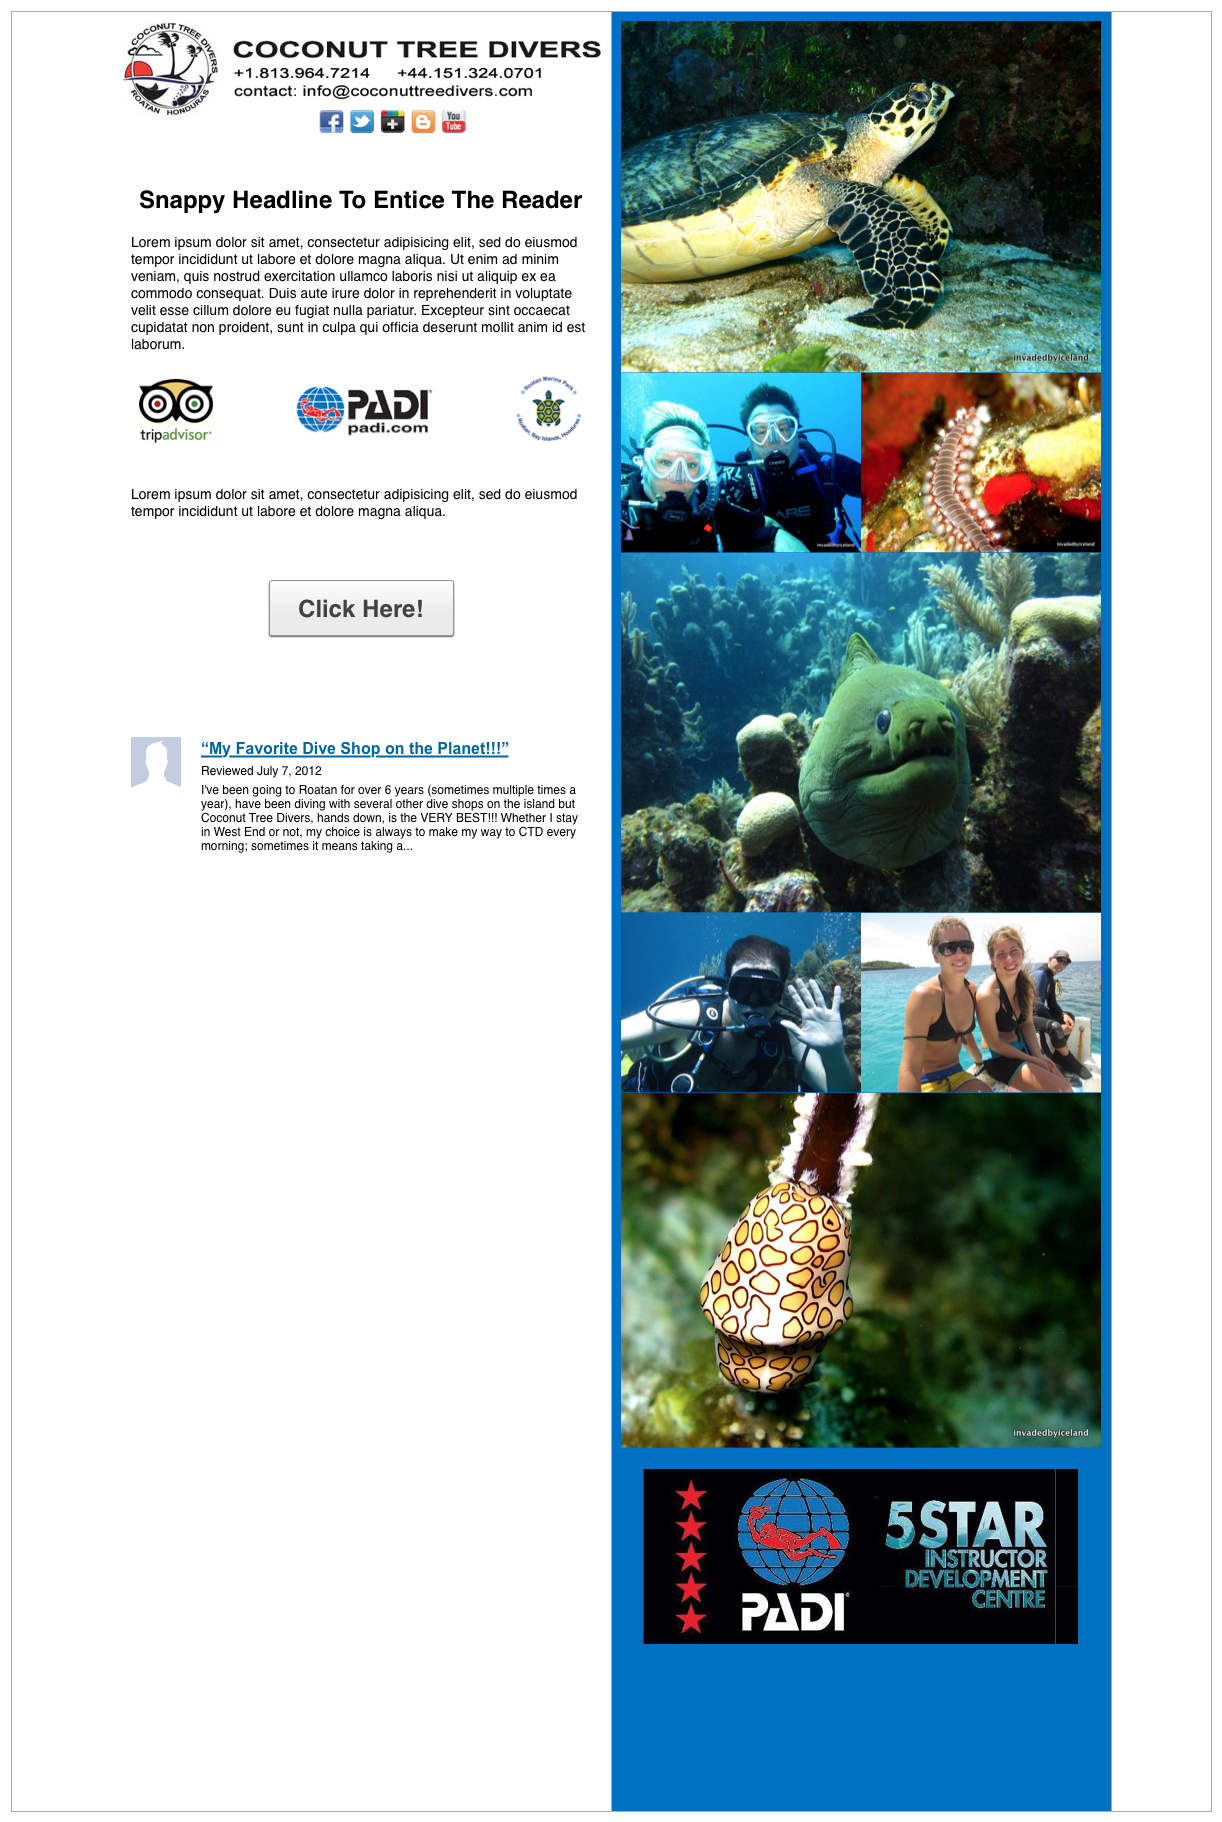 COCONUT TREE DIVERS
ROATAN HONDURAS
COCONUT TREE DIVERS
+1.813.964.7214 +44.151.324.0701
contact: info@coconuttreedivers.com
You
Tube
Snappy Headline To Entice The Reader
Lorem ipsum dolor sit amet, consectetur adipisicing elit, sed do eiusmod
tempor incididunt ut labore et dolore magna aliqua. Ut enim ad minim
veniam, quis nostrud exercitation ullamco laboris nisi ut aliquip ex ea
commodo consequat. Duis aute irure dolor in reprehenderit in voluptate
velit esse cillum dolore eu fugiat nulla pariatur. Excepteur sint occaecat
cupidatat non proident, sunt in culpa qui officia deserunt mollit anim id est
laborum.
tripadvisor®
PADI
padi.com
Roatan Marine Park
Roatan, Bay Islands, Honduras
Lorem ipsum dolor sit amet, consectetur adipisicing elit, sed do eiusmod
tempor incididunt ut labore et dolore magna aliqua.
Click Here!
“My Favorite Dive Shop on the Planet!!!”
Reviewed July 7, 2012
I've been going to Roatan for over 6 years (sometimes multiple times a
year), have been diving with several other dive shops on the island but
Coconut Tree Divers, hands down, is the VERY BEST!!! Whether I stay
in West End or not, my choice is always to make my way to CTD every
morning; sometimes it means taking a...
invadedbyiceland
CRESSI
ARE
invadedbyiceland
invadedbyiceland
invadedbyiceland
PADI®
5 STAR
INSTRUCTOR
DEVELOPMENT
CENTRE